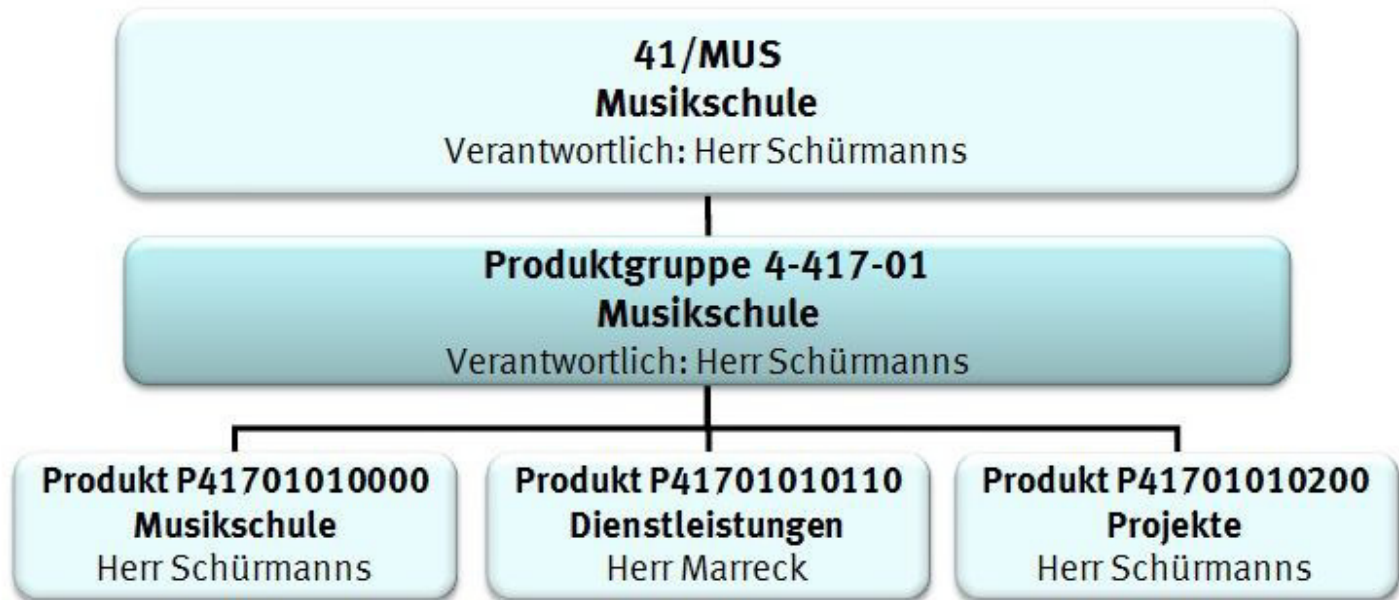 41/MUS
Musikschule
Verantwortlich: Herr Schürmanns
Produktgruppe 4-417-01
Musikschule
Verantwortlich: Herr Schürmanns
Produkt P41701010000
Musikschule
Herr Schürmanns
Produkt P41701010110
Dienstleistungen
Herr Marreck
Produkt P41701010200
Projekte
Herr Schürmanns